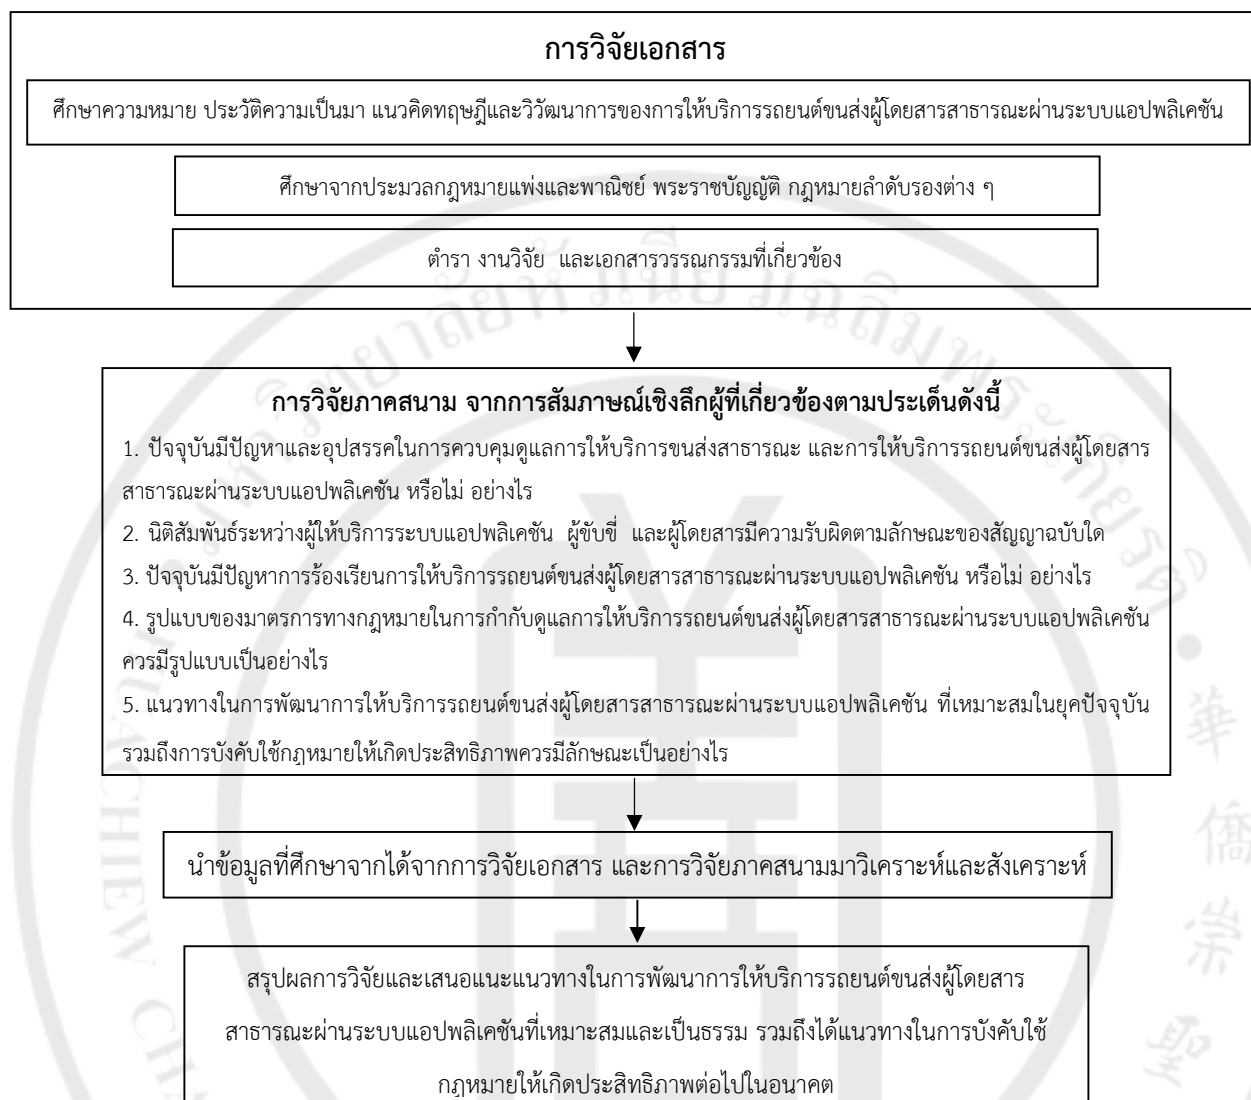 การวิจัยเอกสาร
ศึกษาความหมาย ประวัติความเป็นมา แนวคิดทฤษฎีและวิวัฒนาการของการให้บริการรถยนต์ขนส่งผู้โดยสารสาธารณะผ่านระบบแอปพลิเคชัน
ศึกษาจากประมวลกฎหมายแพ่งและพาณิชย์ พระราชบัญญัติ กฎหมายลำดับรองต่าง ๆ
ตำรา งานวิจัย และเอกสารวรรณกรรมที่เกี่ยวข้อง
การวิจัยภาคสนาม จากการสัมภาษณ์เชิงลึกผู้ที่เกี่ยวข้องตามประเด็นดังนี้
1. ปัจจุบันมีปัญหาและอุปสรรคในการควบคุมดูแลการให้บริการขนส่งสาธารณะ และการให้บริการรถยนต์ขนส่งผู้โดยสาร
สาธารณะผ่านระบบแอปพลิเคชัน หรือไม่ อย่างไร
2. นิติสัมพันธ์ระหว่างผู้ให้บริการระบบแอปพลิเคชัน ผู้ขับขี่ และผู้โดยสารมีความรับผิดตามลักษณะของสัญญาฉบับใด
3. ปัจจุบันมีปัญหาการร้องเรียนการให้บริการรถยนต์ขนส่งผู้โดยสารสาธารณะผ่านระบบแอปพลิเคชัน หรือไม่ อย่างไร
4. รูปแบบของมาตรการทางกฎหมายในการกำกับดูแลการให้บริการรถยนต์ขนส่งผู้โดยสารสาธารณะผ่านระบบแอปพลิเคชัน
ควรมีรูปแบบเป็นอย่างไร
5. แนวทางในการพัฒนาการให้บริการรถยนต์ขนส่งผู้โดยสารสาธารณะผ่านระบบแอปพลิเคชัน ที่เหมาะสมในยุคปัจจุบัน
รวมถึงการบังคับใช้กฎหมายให้เกิดประสิทธิภาพควรมีลักษณะเป็นอย่างไร
นำข้อมูลที่ศึกษาจากได้จากการวิจัยเอกสาร และการวิจัยภาคสนามมาวิเคราะห์และสังเคราะห์
สรุปผลการวิจัยและเสนอแนะแนวทางในการพัฒนาการให้บริการรถยนต์ขนส่งผู้โดยสาร
สาธารณะผ่านระบบแอปพลิเคชันที่เหมาะสมและเป็นธรรม รวมถึงได้แนวทางในการบังคับใช้
กฎหมายให้เกิดประสิทธิภาพต่อไปในอนาคต
มหาวิทยาลัยหัวเฉียวเฉลิมพระเกียรติ
HUACHIEW
華僑崇聖